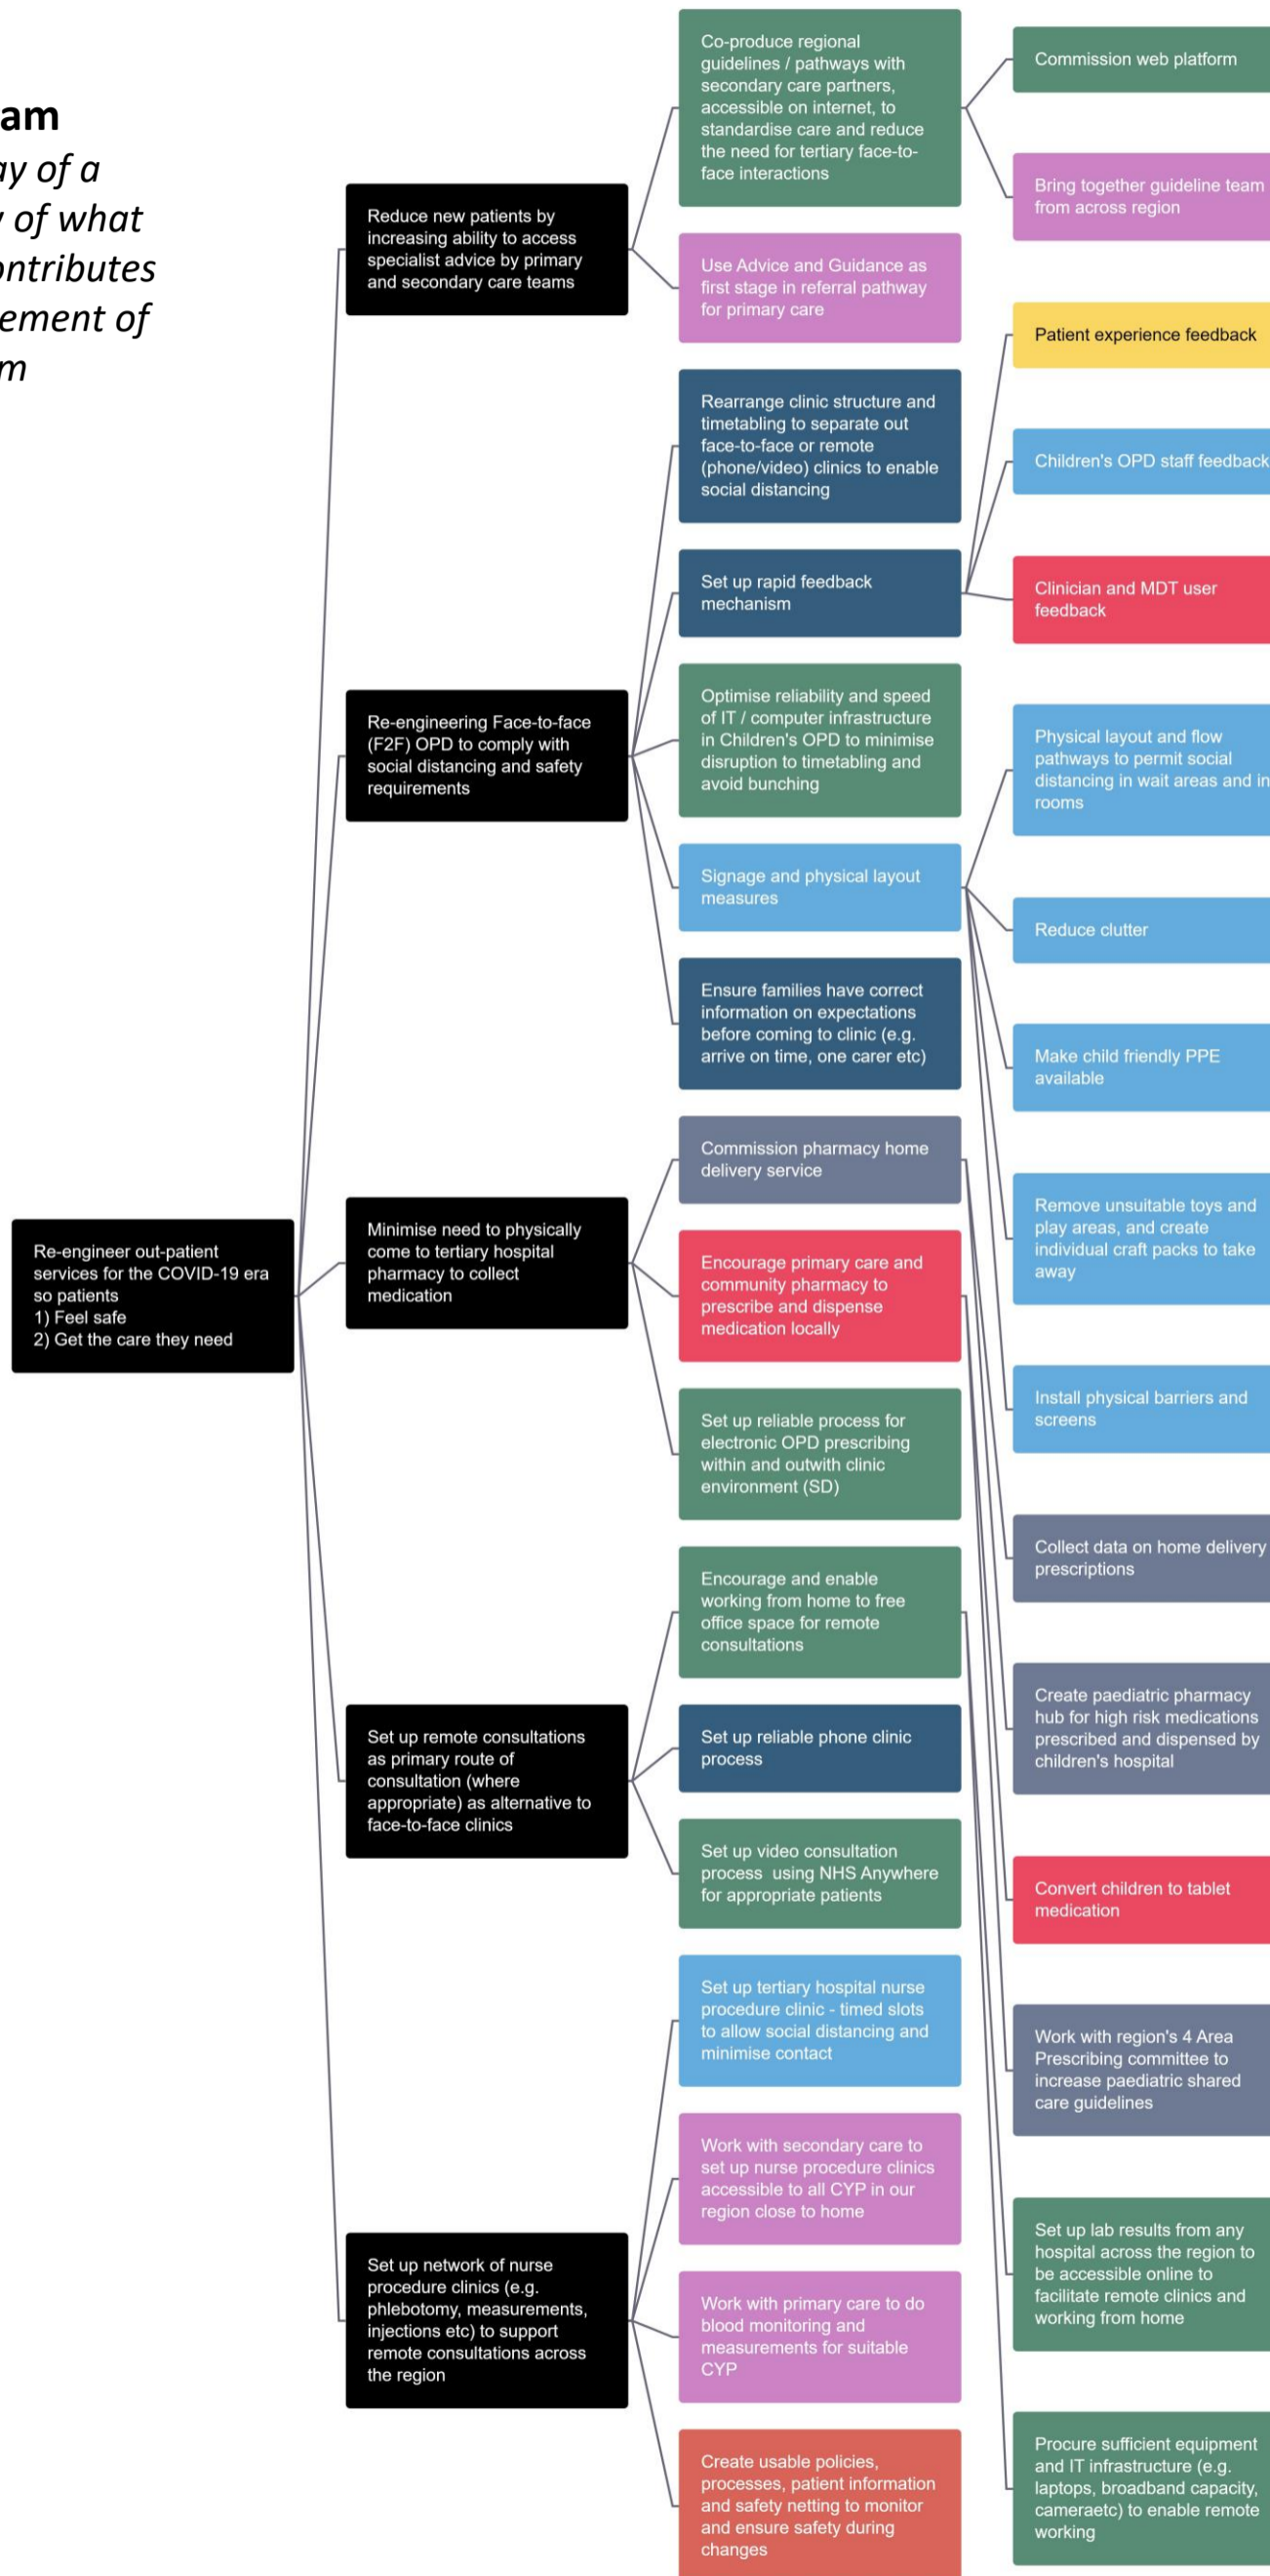 am
ay of a
y of what
ontributes
ement of
m
Re-engineer out-patient
services for the COVID-19 era
so patients
1) Feel safe
2) Get the care they need
Reduce new patients by
increasing ability to access
specialist advice by primary
and secondary care teams
Re-engineering Face-to-face
(F2F) OPD to comply with
social distancing and safety
requirements
Minimise need to physically
come to tertiary hospital
pharmacy to collect
medication
Set up remote consultations
as primary route of
consultation (where
appropriate) as alternative to
face-to-face clinics
Set up network of nurse
procedure clinics (e.g.
phlebotomy, measurements,
injections etc) to support
remote consultations across
the region
Co-produce regional
guidelines / pathways with
secondary care partners,
accessible on internet, to
standardise care and reduce
the need for tertiary face-to-
face interactions
Use Advice and Guidance as
first stage in referral pathway
for primary care
Rearrange clinic structure and
timetabling to separate out
face-to-face or remote
(phone/video) clinics to enable
social distancing
Set up rapid feedback
mechanism
Optimise reliability and speed
of IT / computer infrastructure
in Children's OPD to minimise
disruption to timetabling and
avoid bunching
Signage and physical layout
measures
Ensure families have correct
information on expectations
before coming to clinic (e.g.
arrive on time, one carer etc)
Commission pharmacy home
delivery service
Encourage primary care and
community pharmacy to
prescribe and dispense
medication locally
Set up reliable process for
electronic OPD prescribing
within and outwith clinic
environment (SD)
Encourage and enable
working from home to free
office space for remote
consultations
Set up reliable phone clinic
process
Set up video consultation
process using NHS Anywhere
for appropriate patients
Set up tertiary hospital nurse
procedure clinic - timed slots
to allow social distancing and
minimise contact
Work with secondary care to
set up nurse procedure clinics
accessible to all CYP in our
region close to home
Work with primary care to do
blood monitoring and
measurements for suitable
CYP
Create usable policies,
processes, patient information
and safety netting to monitor
and ensure safety during
changes
Commission web platform
Bring together guideline team
from across region
Patient experience feedback
Children's OPD staff feedback
Clinician and MDT user
feedback
Physical layout and flow
pathways to permit social
distancing in wait areas and in
rooms
Reduce clutter
Make child friendly PPE
available
Remove unsuitable toys and
play areas, and create
individual craft packs to take
away
Install physical barriers and
screens
Collect data on home delivery
prescriptions
Create paediatric pharmacy
hub for high risk medications
prescribed and dispensed by
children's hospital
Convert children to tablet
medication
Work with region's 4 Area
Prescribing committee to
increase paediatric shared
care guidelines
Set up lab results from any
hospital across the region to
be accessible online to
facilitate remote clinics and
working from home
Procure sufficient equipment
and IT infrastructure (e.g.
laptops, broadband capacity,
cameraetc) to enable remote
working